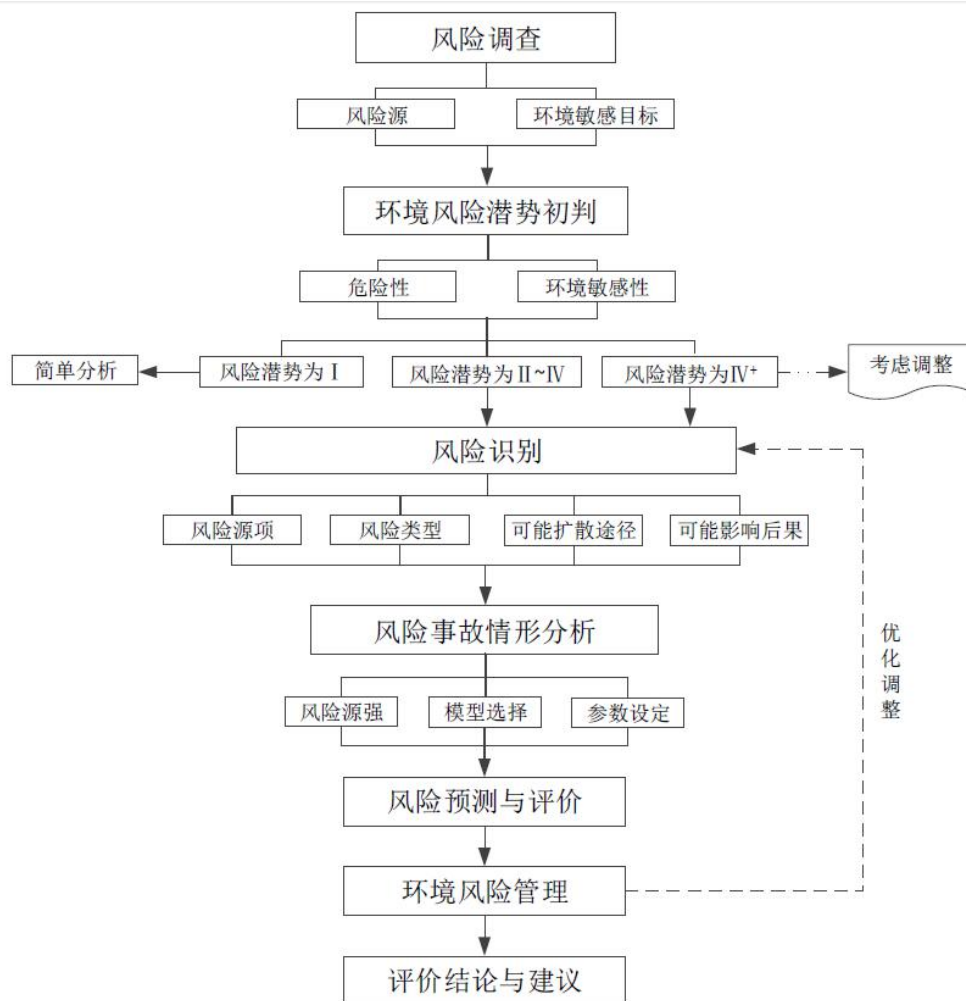 风险调查
风险源
环境敏感目标
环境风险潜势初判
危险性
环境敏感性
简单分析
风险潜势为Ⅰ
风险潜势为Ⅱ~Ⅳ
风险潜势为Ⅳ+
考虑调整
风险识别
风险源项
风险类型
可能扩散途径
可能影响后果
风险事故情形分析
优化调整
风险源强
模型选择
参数设定
风险预测与评价
环境风险管理
评价结论与建议